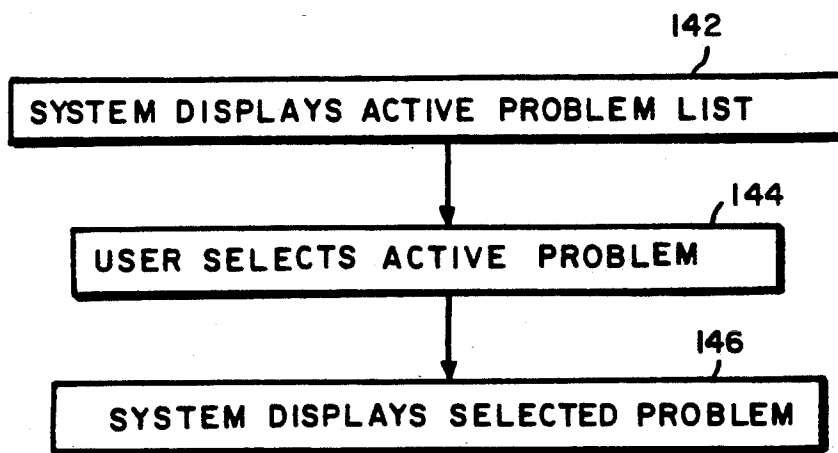 142
SYSTEM DISPLAYS ACTIVE PROBLEM LIST
144
USER SELECTS ACTIVE PROBLEM
146
SYSTEM DISPLAYS SELECTED PROBLEM